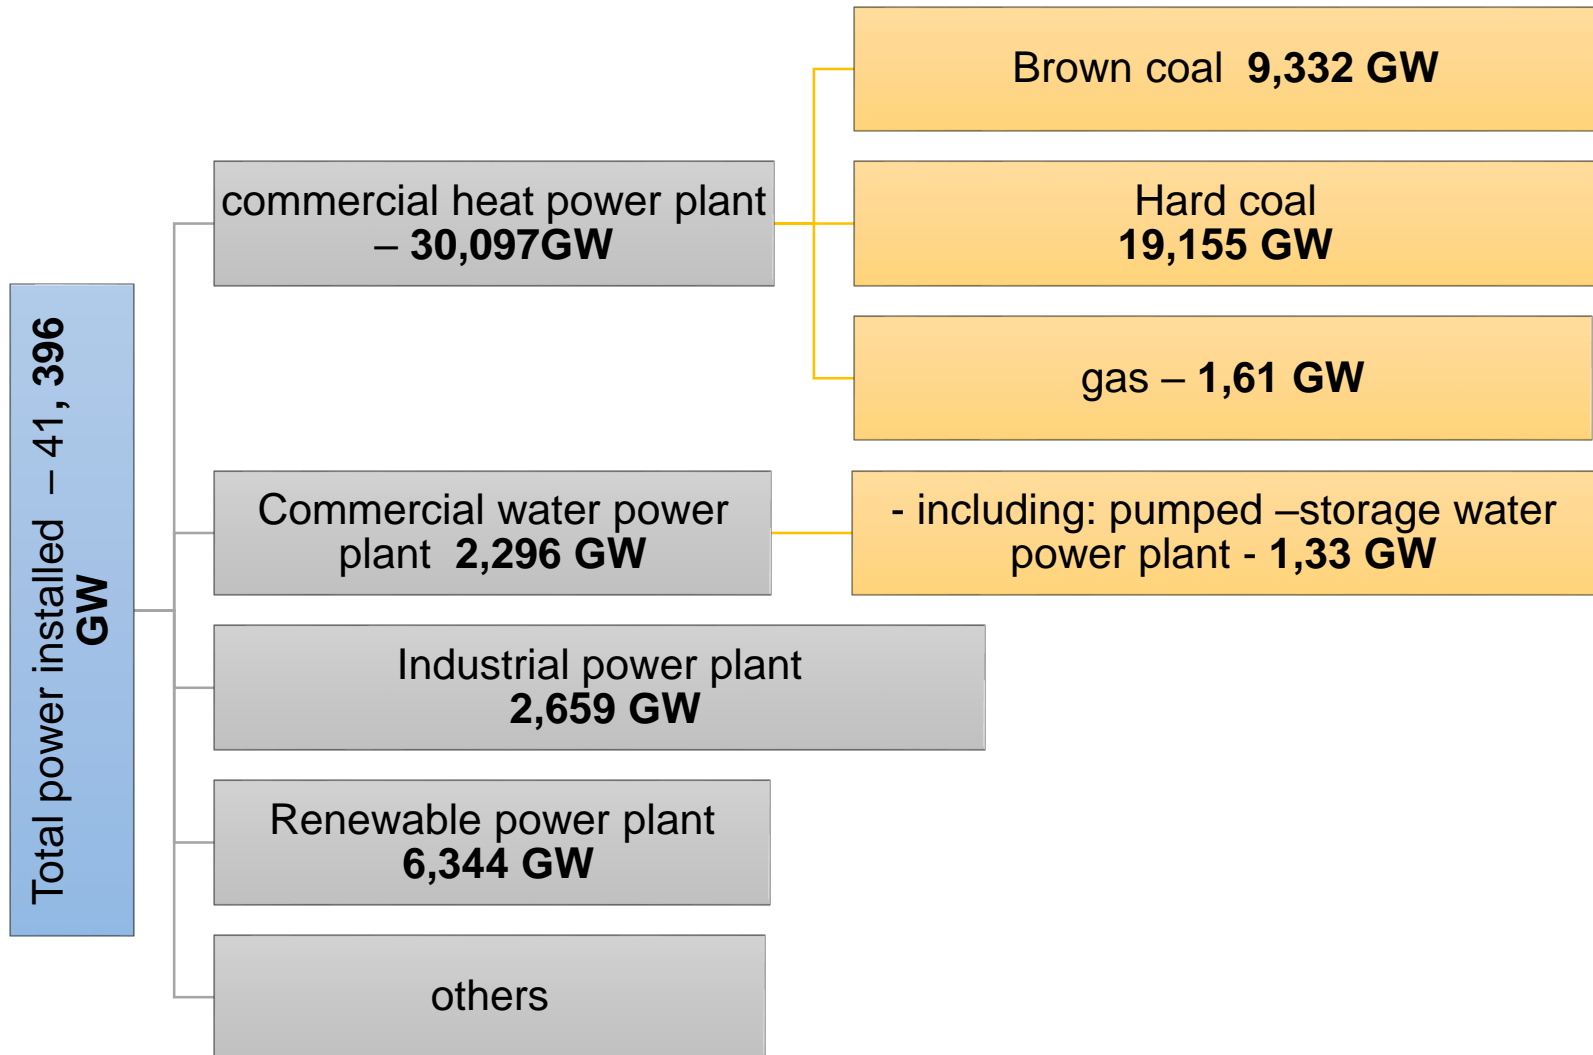 Total power installed – 41, 396
GW
commercial heat power plant
– 30,097GW
Brown coal 9,332 GW
Hard coal
19,155 GW
gas – 1,61 GW
Commercial water power
plant 2,296 GW
- including: pumped –storage water
power plant - 1,33 GW
Industrial power plant
2,659 GW
Renewable power plant
6,344 GW
others